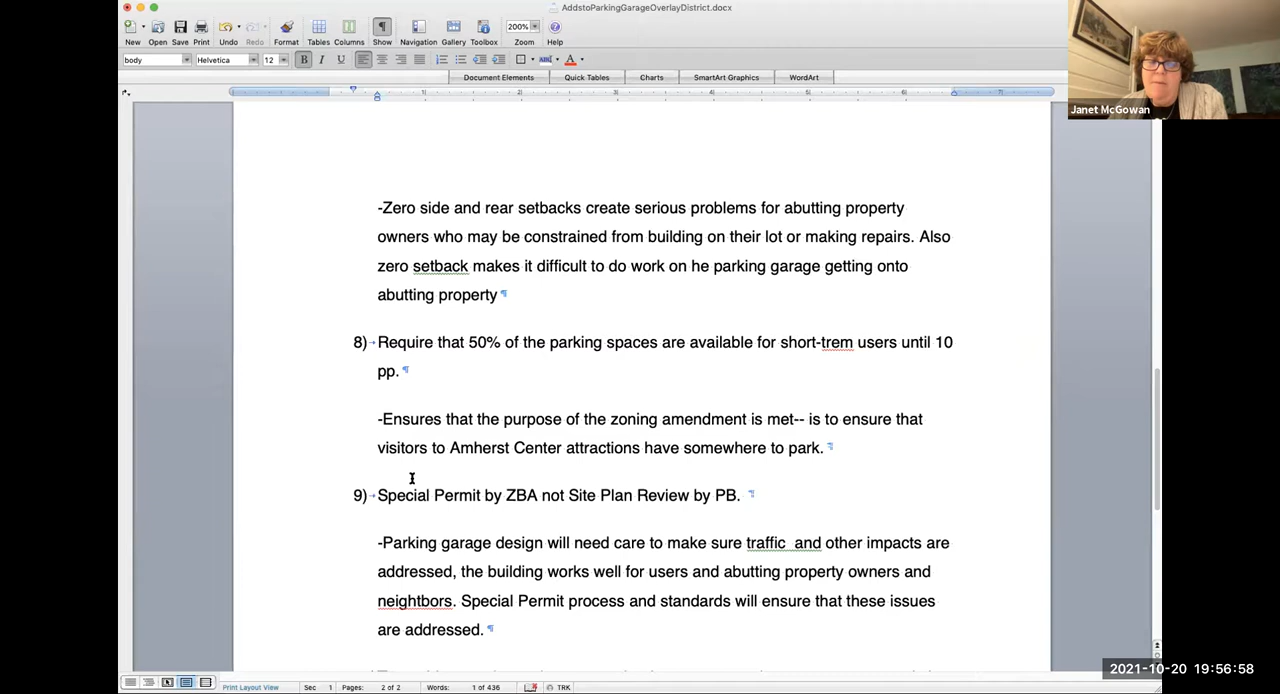 AddstoParkingGarageOverlayDistrict.docx
New Open Save Print Undo Redo Format Tables Columns Show Navigation Gallery Toolbox Zoom Help
200%
body Helvetica 12 B I U
Document Elements Quick Tables Charts SmartArt Graphics WordArt
1 2 3 4 5 6 7
Janet McGowan
-Zero side and rear setbacks create serious problems for abutting property
owners who may be constrained from building on their lot or making repairs. Also
zero setback makes it difficult to do work on he parking garage getting onto
abutting property
8) Require that 50% of the parking spaces are available for short-trem users until 10
pp.
-Ensures that the purpose of the zoning amendment is met-- is to ensure that
visitors to Amherst Center attractions have somewhere to park.
9) Special Permit by ZBA not Site Plan Review by PB.
-Parking garage design will need care to make sure traffic  and other impacts are
addressed, the building works well for users and abutting property owners and
neightbors. Special Permit process and standards will ensure that these issues
are addressed.
2021-10-20 19:56:58
Print Layout View Sec 1 Pages: 2 of 2 Words: 1 of 436 TRK